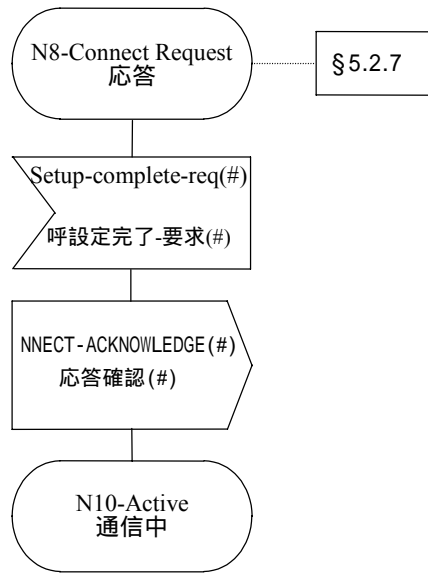 N8-Connect Request
応答
§5.2.7
Setup-complete-req(#)
呼設定完了-要求(#)
NNECT-ACKNOWLEDGE(#)
応答確認(#)
N10-Active
通信中